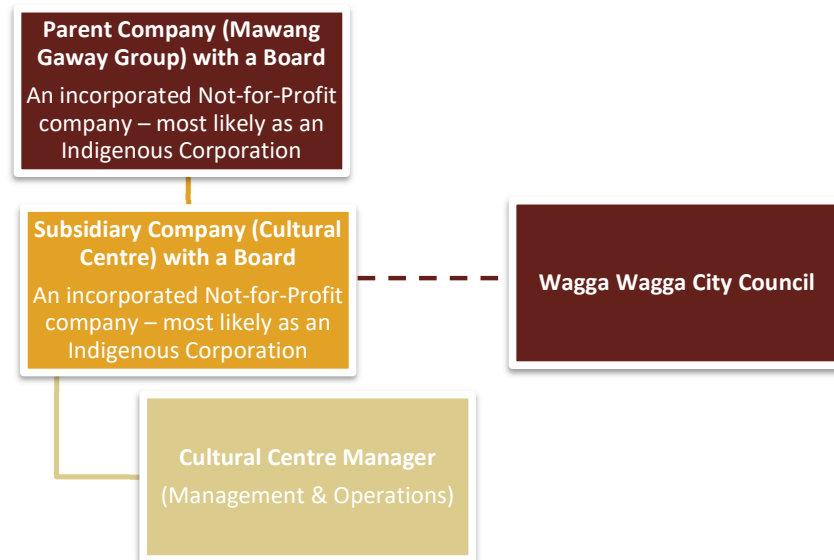 Parent Company (Mawang
Gaway Group) with a Board
An incorporated Not-for-Profit
company – most likely as an
Indigenous Corporation
Subsidiary Company (Cultural
Centre) with a Board
An incorporated Not-for-Profit
company – most likely as an
Indigenous Corporation
Wagga Wagga City Council
Cultural Centre Manager
(Management & Operations)